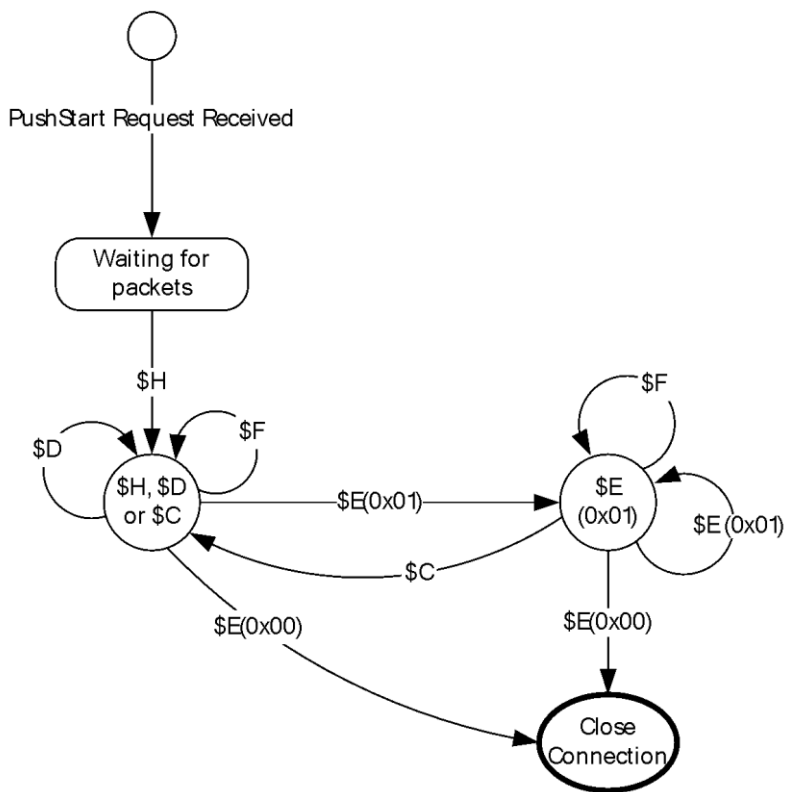 PushStart Request Received
Waiting for
packets
$H
$F
$D
$F
$H, $D
or $C
$E(0x01)
$E
(0x01)
$E(0x01)
$C
$E(0x00)
$E(0x00)
Close
Connection